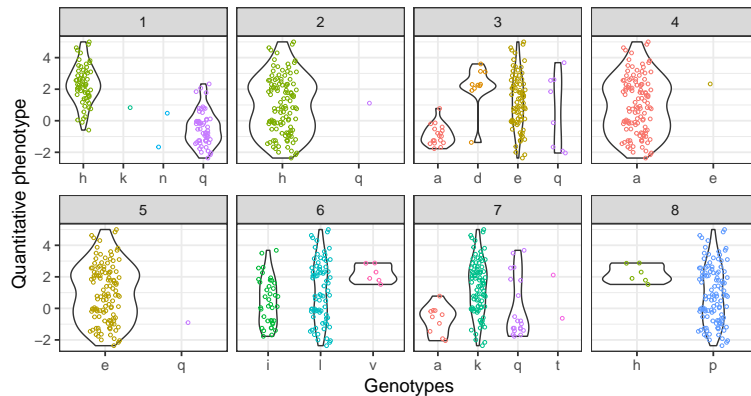 1 2 3 4
4
2
0
−2
h k n q h q a d e q a e
5 6 7 8
4
2
0
−2
e q i l v a k q t h p
Quantitative phenotype
Genotypes